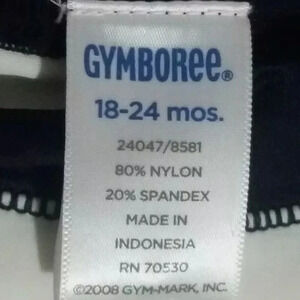 GYMBOREE®
18-24 mos.
24047/8581
80% NYLON
20% SPANDEX
MADE IN
INDONESIA
RN 70530
©2008 GYM-MARK, INC.